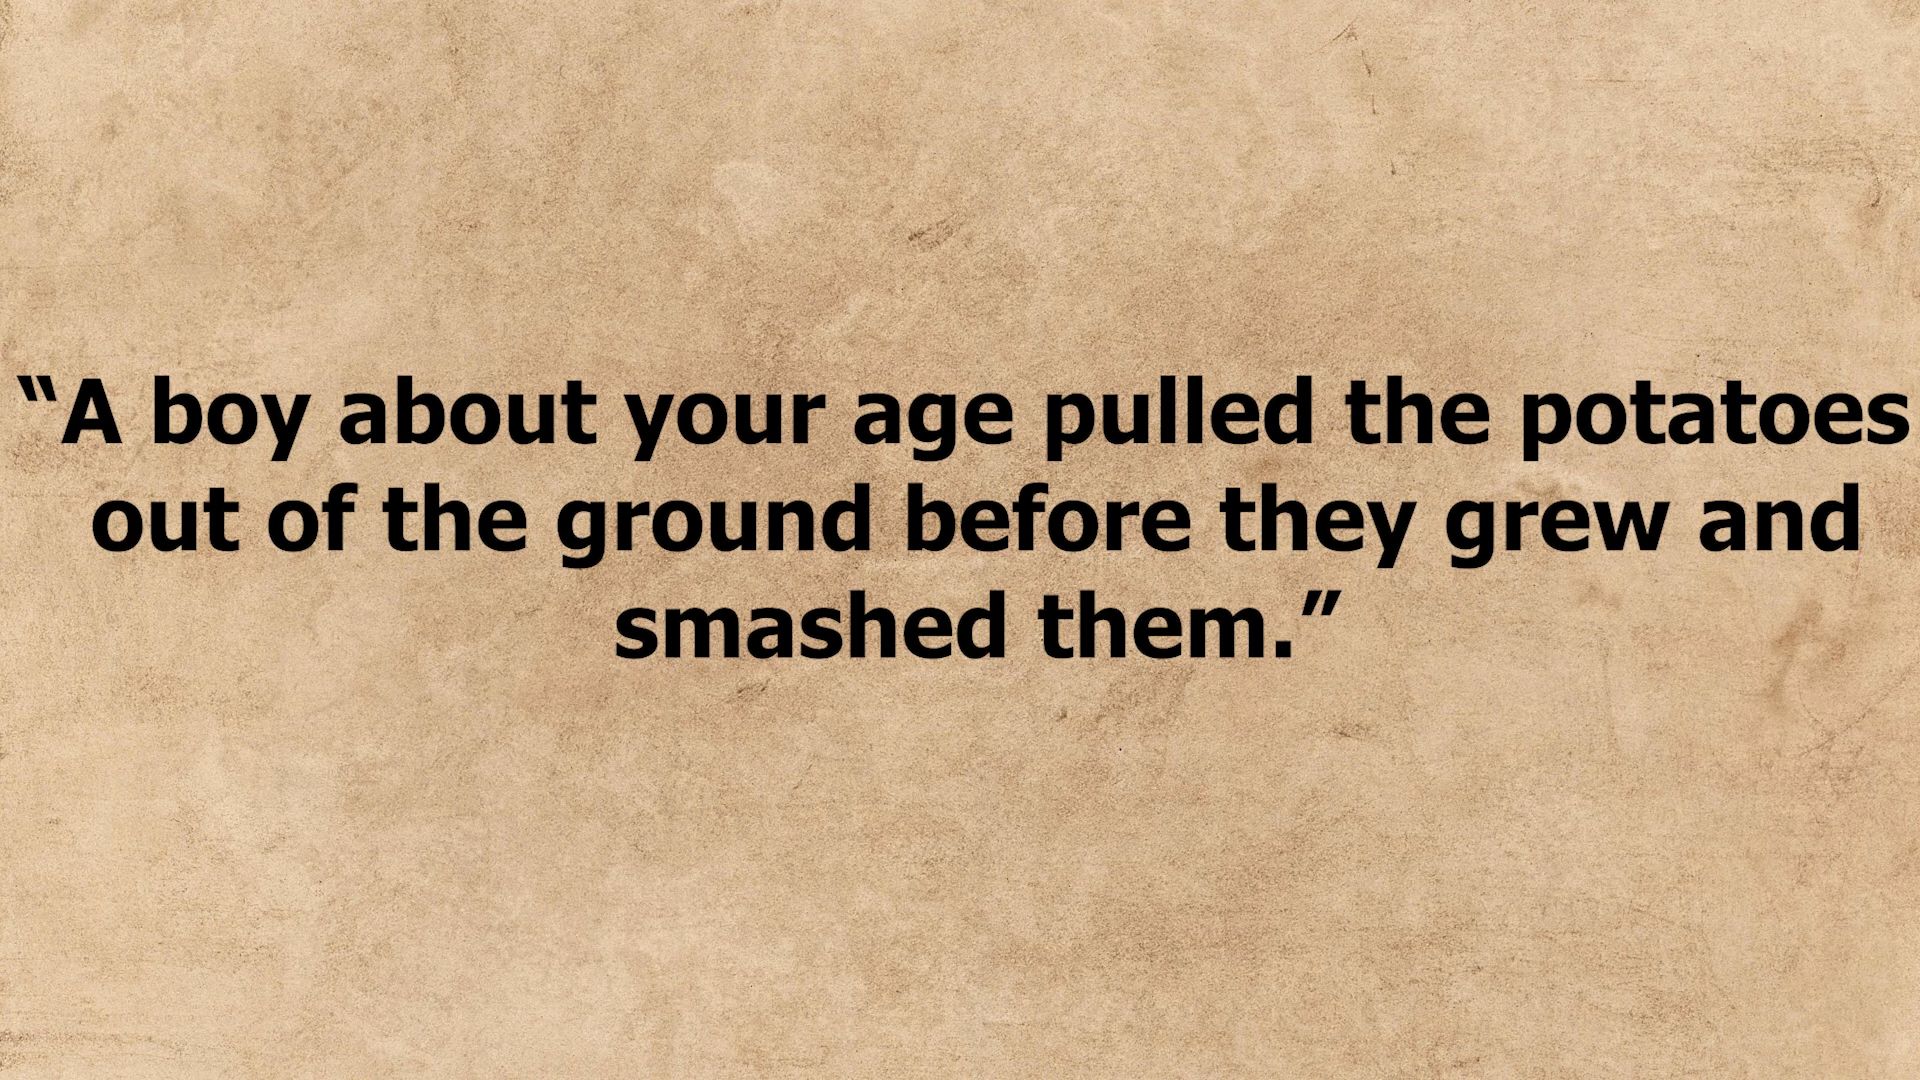 “A boy about your age pulled the potatoes
out of the ground before they grew and
smashed them.”